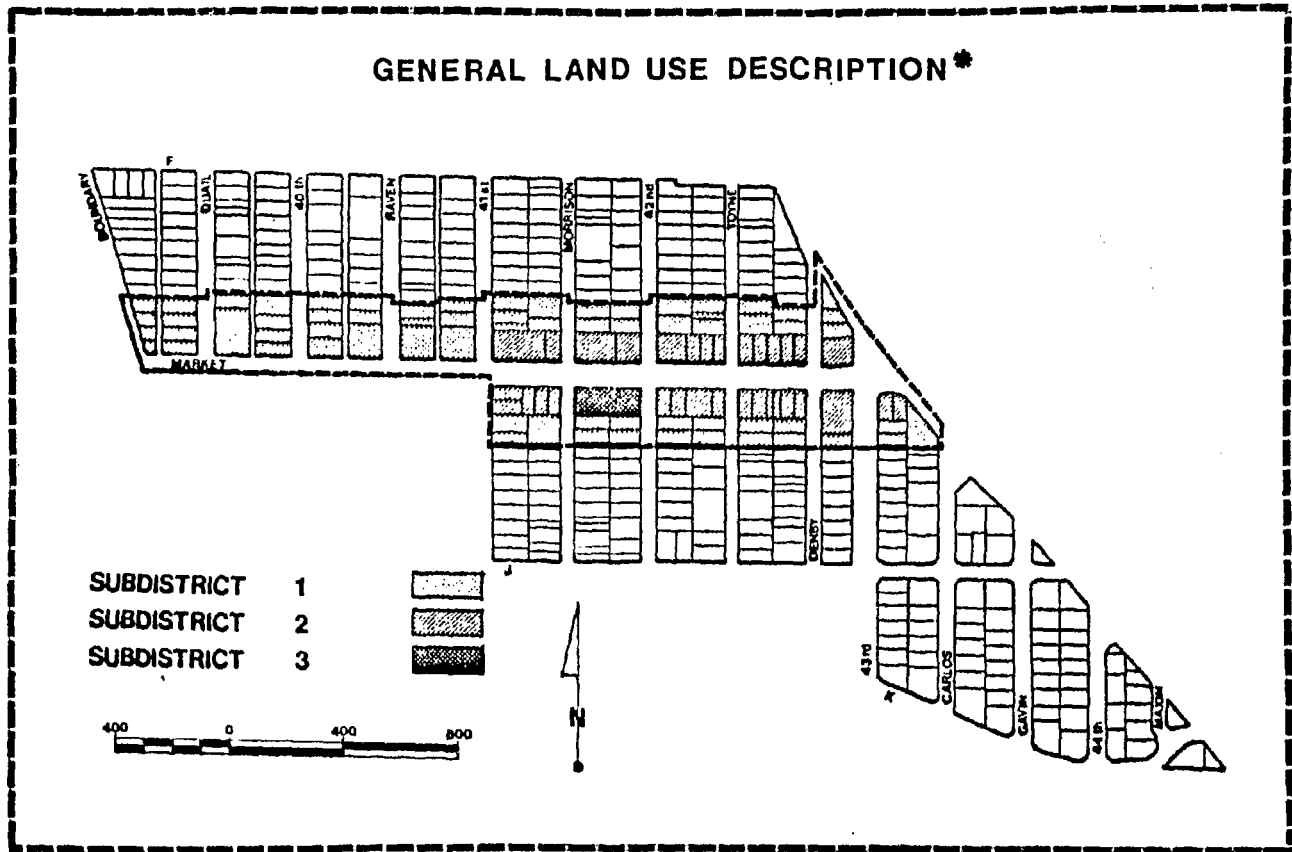 GENERAL LAND USE DESCRIPTION*
F
BOUNDARY
QUAIL
40th
RAVEN
41st
MORRISON
42nd
TOYNE
MARKET
DENBY
J
SUBDISTRICT 1
SUBDISTRICT 2
SUBDISTRICT 3
43rd
K
CARLOS
GAVIN
44th
N
400 0 400 800